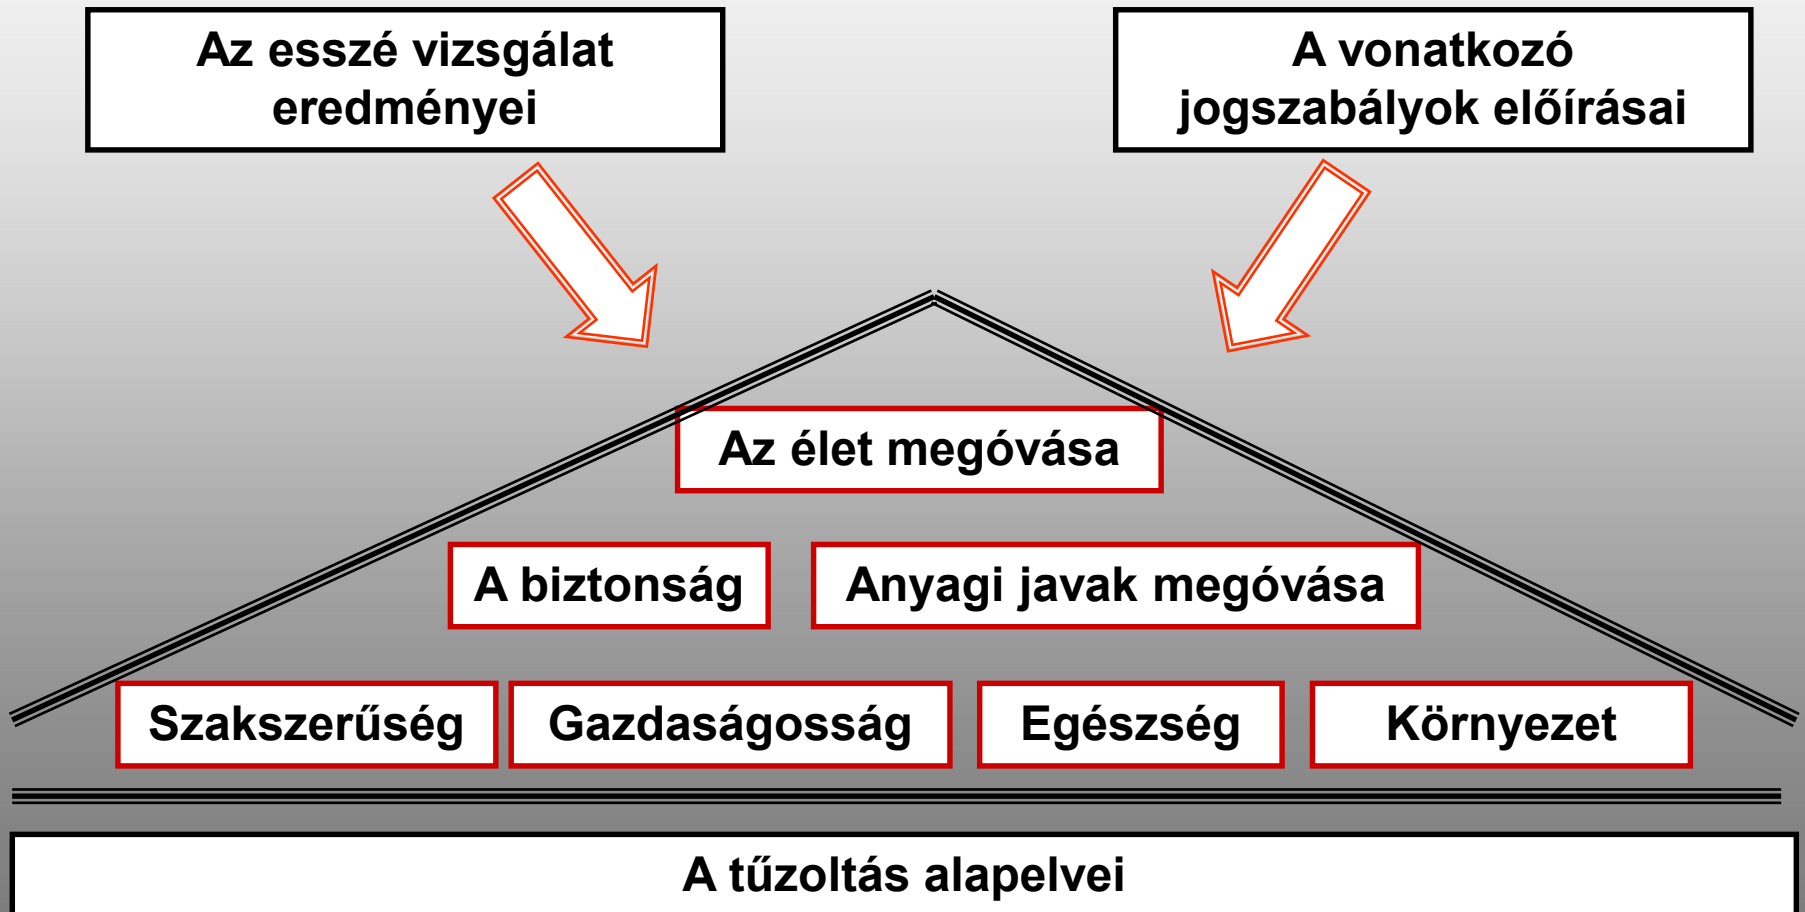 Az esszé vizsgálat
eredményei
A vonatkozó
jogszabályok előírásai
Az élet megóvása
A biztonság
Anyagi javak megóvása
Szakszerűség
Gazdaságosság
Egészség
Környezet
A tűzoltás alapelvei